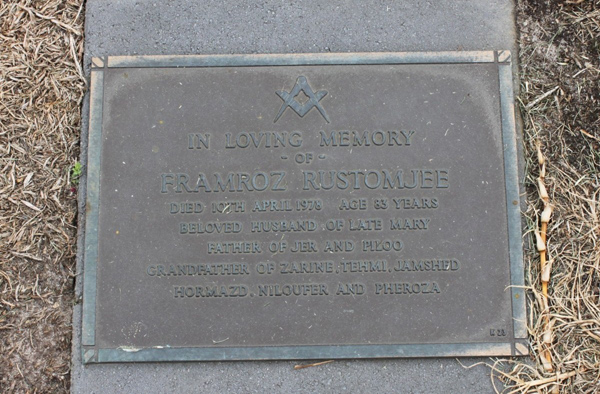 IN LOVING MEMORY
- OF -
FRAMROZ RUSTOMJEE
DIED 10TH APRIL 1978 AGE 83 YEARS
BELOVED HUSBAND OF LATE MARY
FATHER OF JER AND PILOO
GRANDFATHER OF ZARINE, TEHMI, JAMSHED
HORMAZD, NILOUFER AND PHEROZA